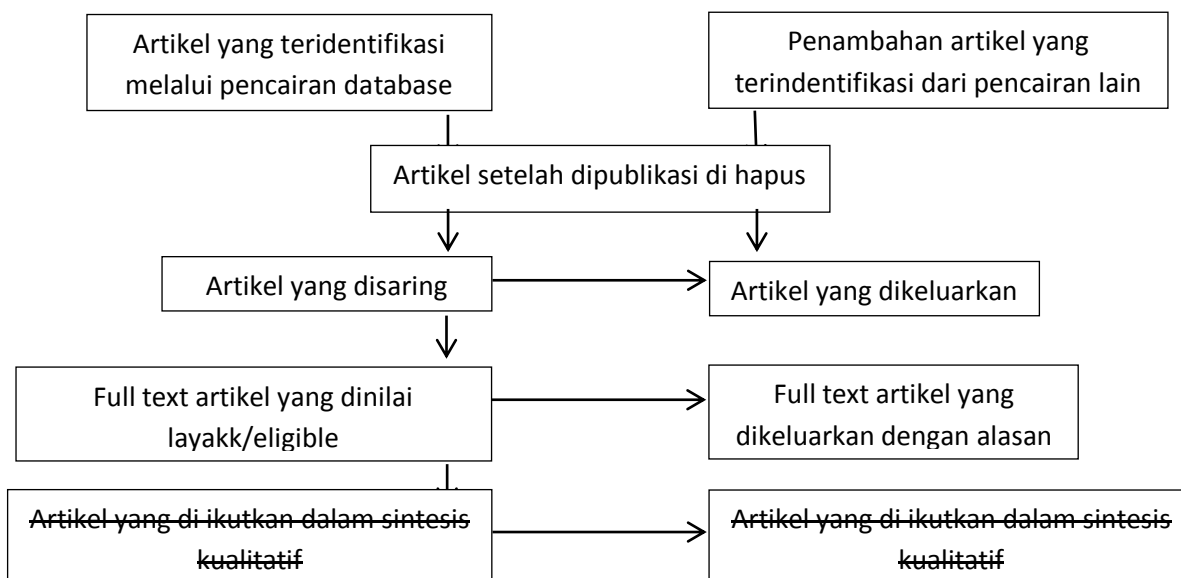 Artikel yang teridentifikasi
melalui pencairan database
Penambahan artikel yang
terindentifikasi dari pencairan lain
Artikel setelah dipublikasi di hapus
Artikel yang disaring
Artikel yang dikeluarkan
Full text artikel yang dinilai
layakk/eligible
Full text artikel yang
dikeluarkan dengan alasan
Artikel yang di ikutkan dalam sintesis
kualitatif
Artikel yang di ikutkan dalam sintesis
kualitatif